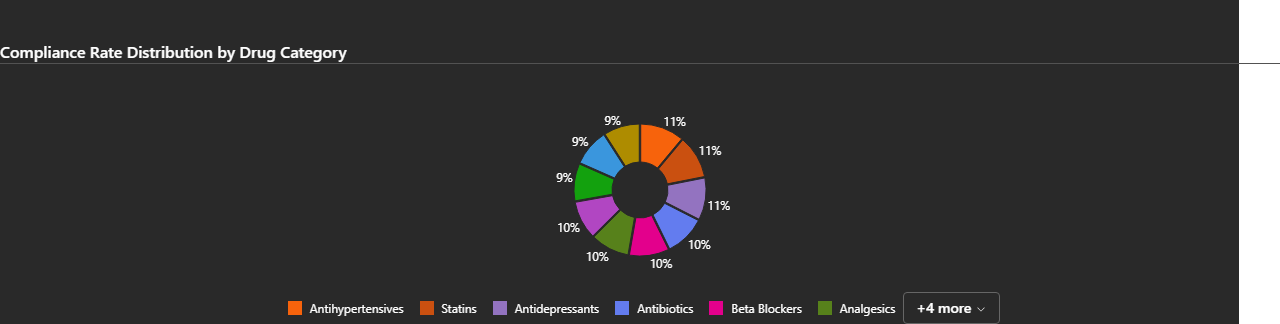 Compliance Rate Distribution by Drug Category
9% 11%
9% 11%
9% 11%
10% 10%
10% 10%
Antihypertensives Statins Antidepressants Antibiotics Beta Blockers Analgesics +4 more